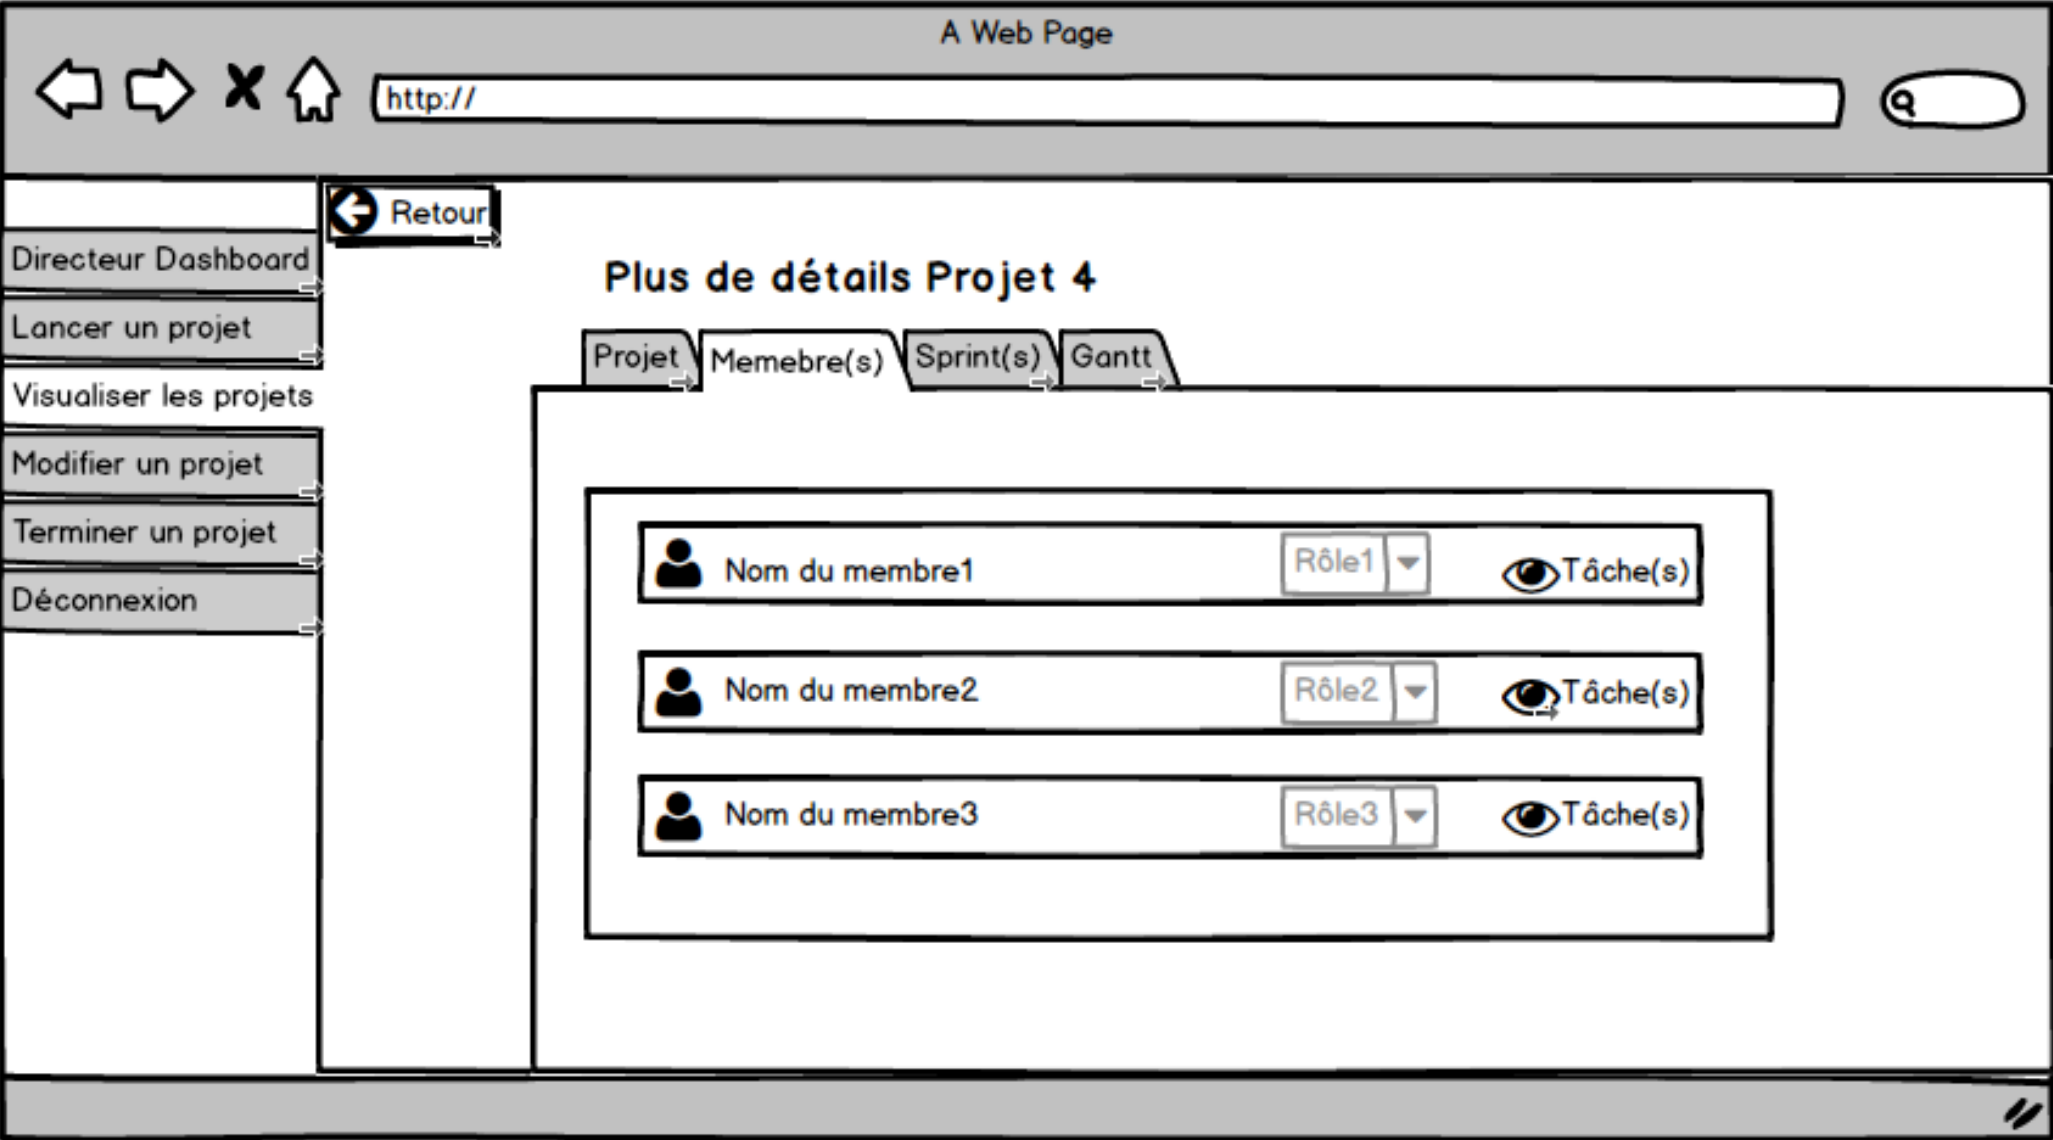 A Web Page
http://
Retour
Directeur Dashboard
Lancer un projet
Visualiser les projets
Modifier un projet
Terminer un projet
Déconnexion
Plus de détails Projet 4
Projet Memebre(s) Sprint(s) Gantt
Nom du membre1 Rôle1 Tâche(s)
Nom du membre2 Rôle2 Tâche(s)
Nom du membre3 Rôle3 Tâche(s)